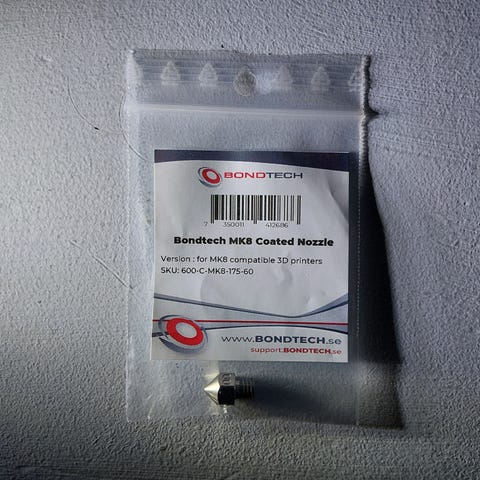 BONDTECH
7 350011 412686
Bondtech MK8 Coated Nozzle
Version : for MK8 compatible 3D printers
SKU: 600-C-MK8-175-60
www.BONDTECH.se
support.BONDTECH.se